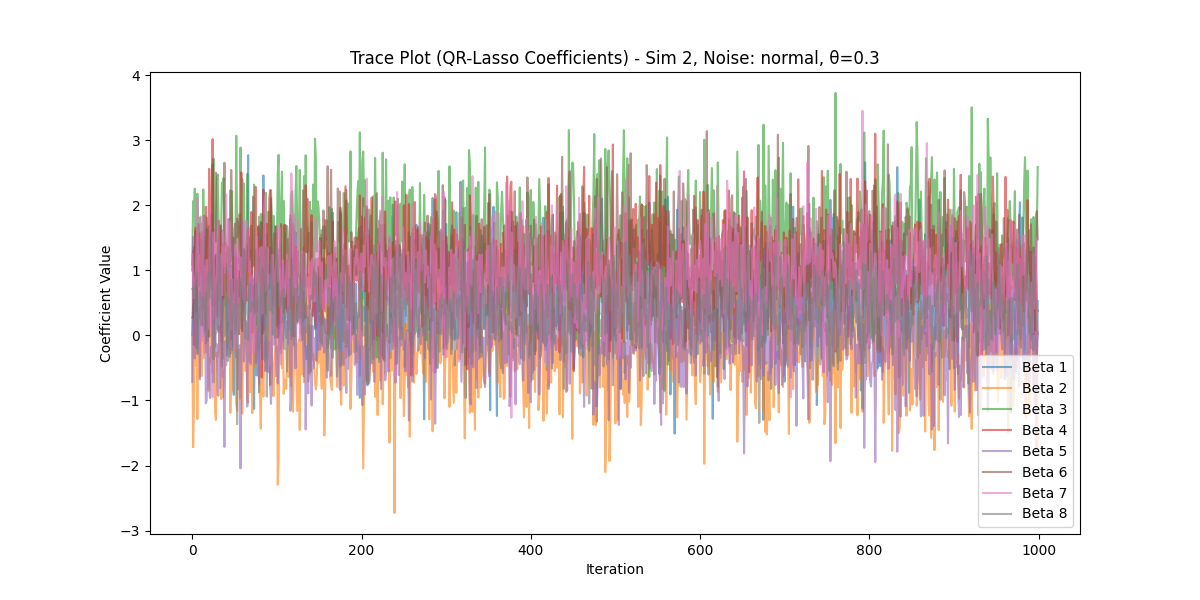 Trace Plot (QR-Lasso Coefficients) - Sim 2, Noise: normal, θ=0.3
4
3
2
1
0
−1
−2
−3
Coefficient Value
0
200
400
600
800
1000
Iteration
Beta 1
Beta 2
Beta 3
Beta 4
Beta 5
Beta 6
Beta 7
Beta 8